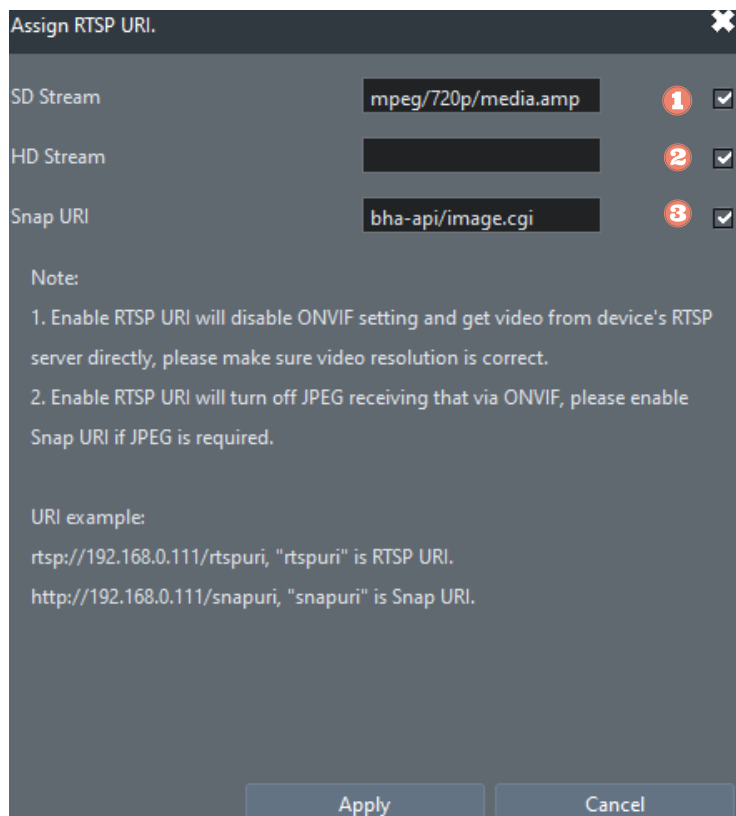 Assign RTSP URI.
SD Stream mpeg/720p/media.amp 1
HD Stream 2
Snap URI bha-api/image.cgi 3
Note:
1. Enable RTSP URI will disable ONVIF setting and get video from device's RTSP
server directly, please make sure video resolution is correct.
2. Enable RTSP URI will turn off JPEG receiving that via ONVIF, please enable
Snap URI if JPEG is required.
URI example:
rtsp://192.168.0.111/rtspuri, "rtspuri" is RTSP URI.
http://192.168.0.111/snapuri, "snapuri" is Snap URI.
Apply Cancel